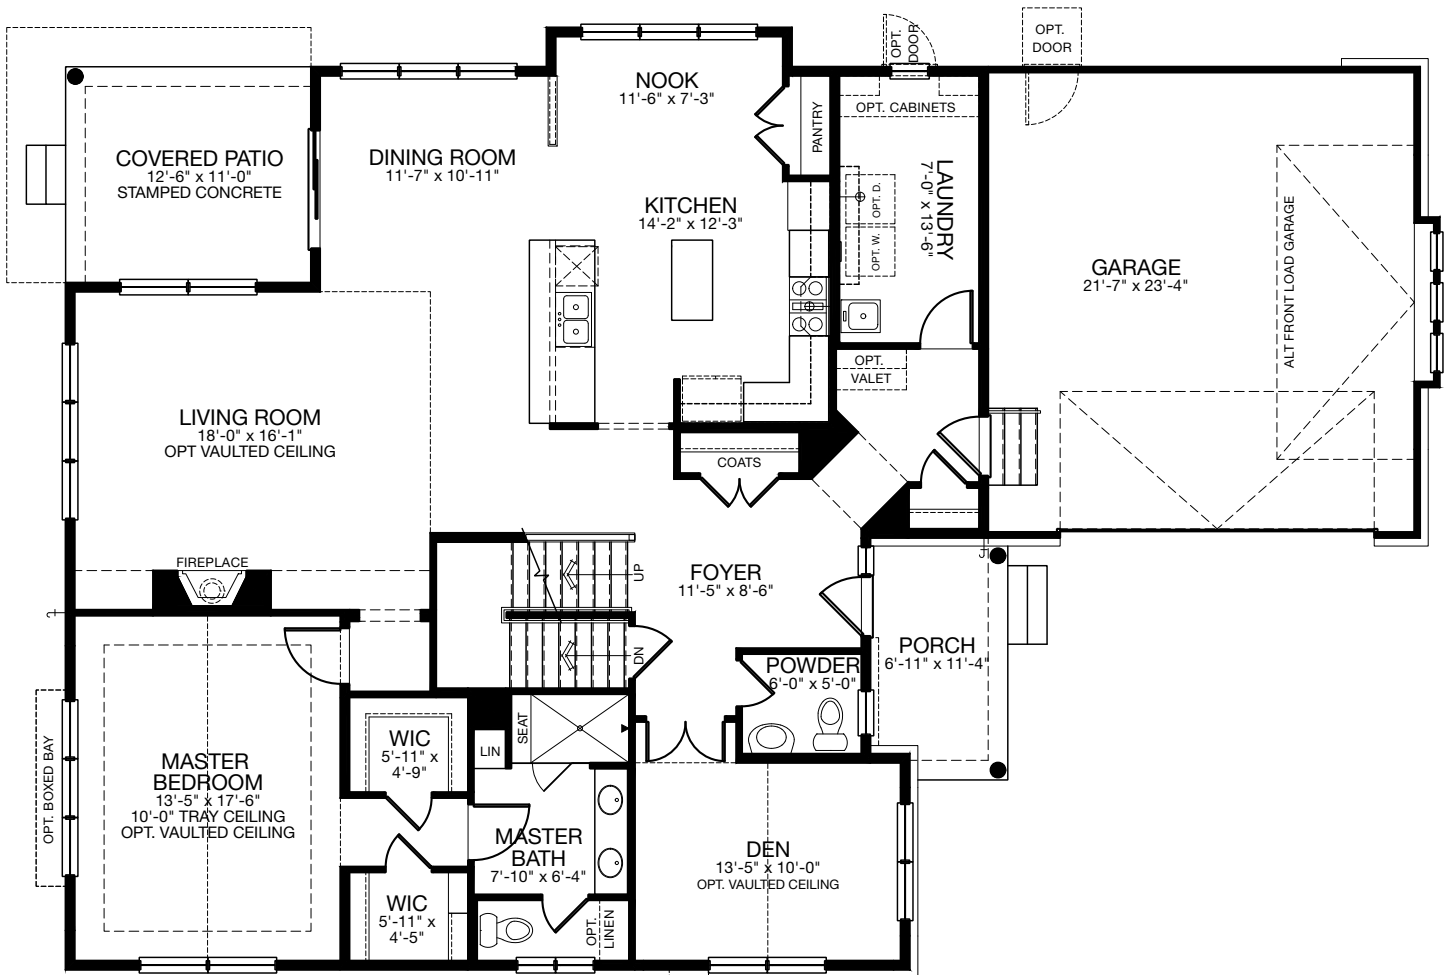 OPT.
DOOR
OPT.
DOOR
NOOK
11'-6" x 7'-3"
PANTRY
OPT. CABINETS
COVERED PATIO
12'-6" x 11'-0"
STAMPED CONCRETE
DINING ROOM
11'-7" x 10'-11"
KITCHEN
14'-2" x 12'-3"
OPT. D.
OPT. W.
LAUNDRY
7'-0" x 13'-6"
GARAGE
21'-7" x 23'-4"
ALT FRONT LOAD GARAGE
OPT.
VALET
LIVING ROOM
18'-0" x 16'-1"
OPT VAULTED CEILING
COATS
FIREPLACE
UP
DN
FOYER
11'-5" x 8'-6"
PORCH
6'-11" x 11'-4"
POWDER
6'-0" x 5'-0"
OPT. BOXED BAY
MASTER
BEDROOM
13'-5" x 17'-6"
10'-0" TRAY CEILING
OPT. VAULTED CEILING
WIC
5'-11" x
4'-9"
LIN
SEAT
MASTER
BATH
7'-10" x 6'-4"
DEN
13'-5" x 10'-0"
OPT. VAULTED CEILING
WIC
5'-11" x
4'-5"
OPT.
LINEN